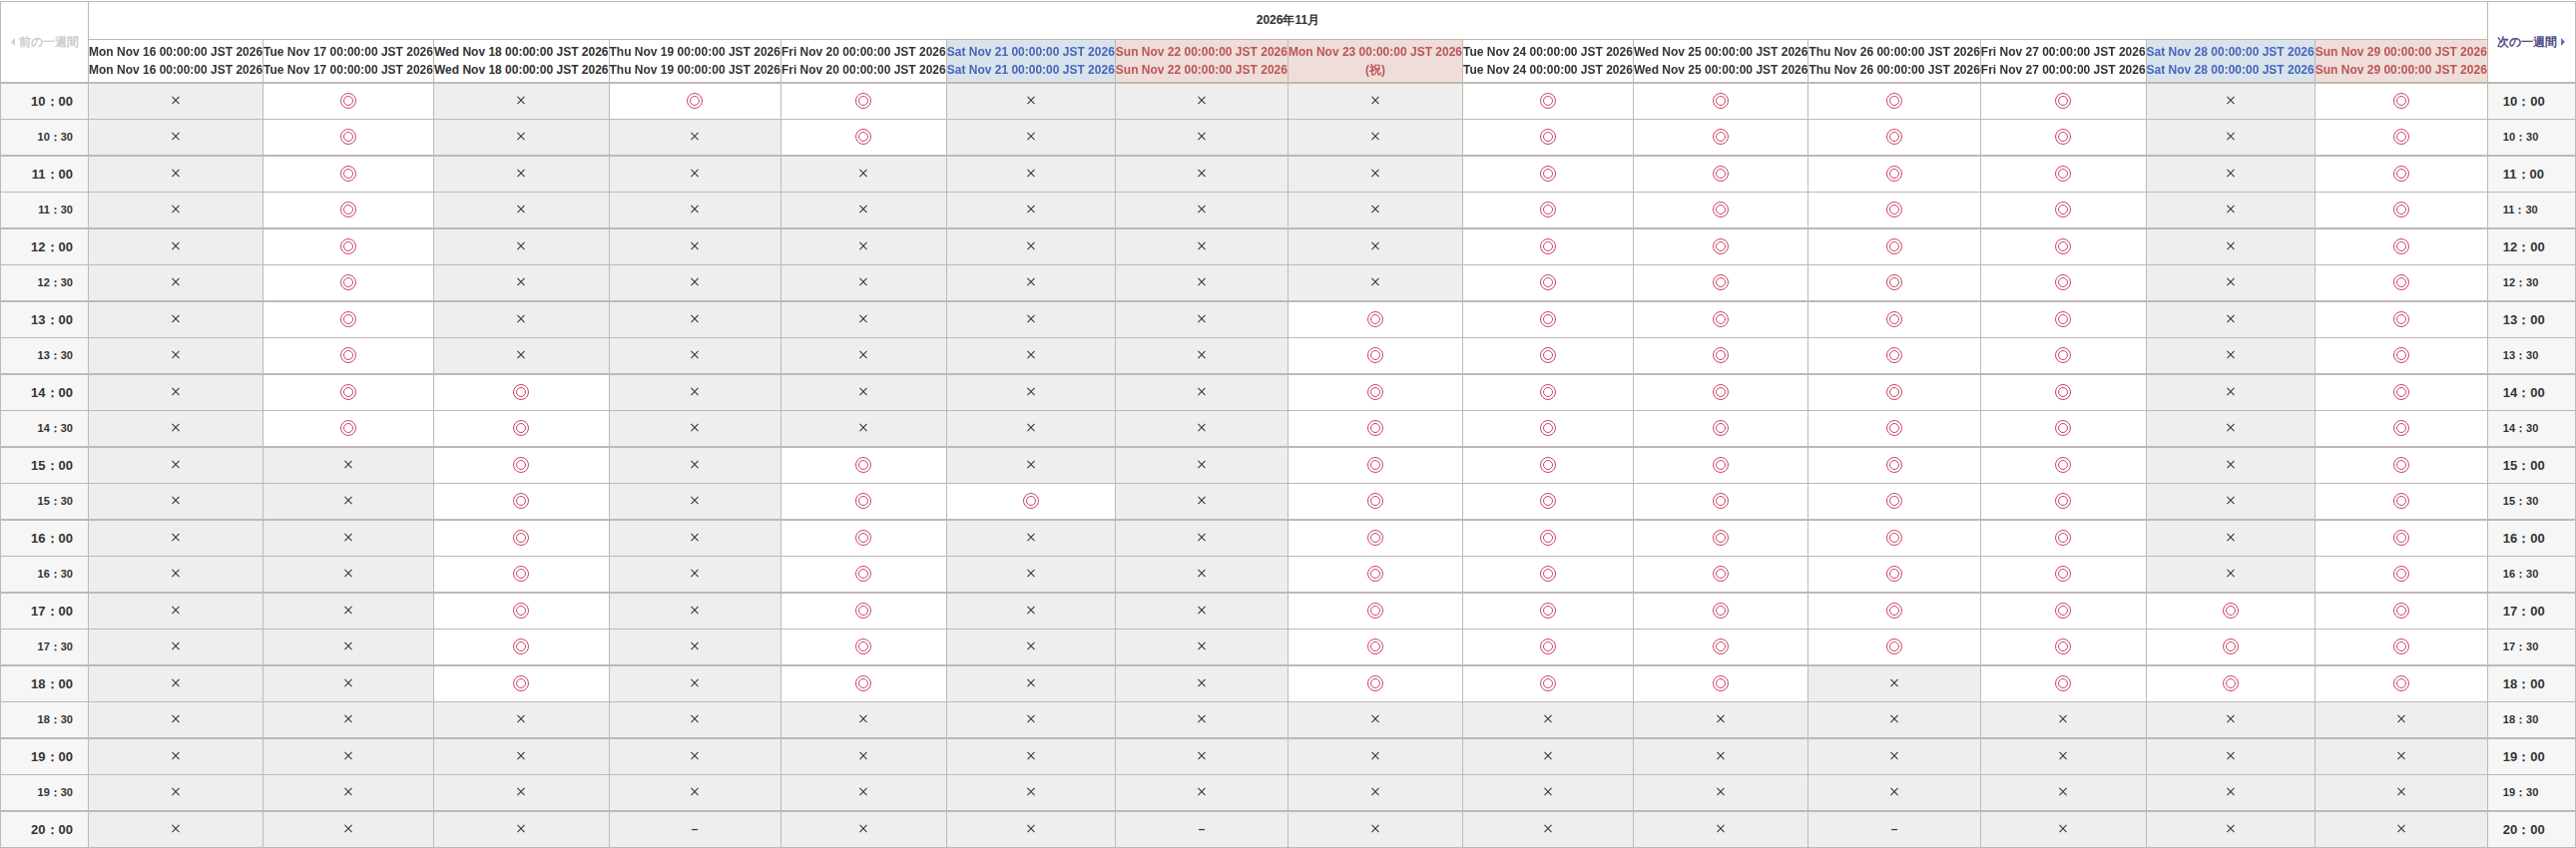 前の一週間
2026年11月
次の一週間
Mon Nov 16 00:00:00 JST 2026 Tue Nov 17 00:00:00 JST 2026 Wed Nov 18 00:00:00 JST 2026 Thu Nov 19 00:00:00 JST 2026 Fri Nov 20 00:00:00 JST 2026 Sat Nov 21 00:00:00 JST 2026 Sun Nov 22 00:00:00 JST 2026 Mon Nov 23 00:00:00 JST 2026 Tue Nov 24 00:00:00 JST 2026 Wed Nov 25 00:00:00 JST 2026 Thu Nov 26 00:00:00 JST 2026 Fri Nov 27 00:00:00 JST 2026 Sat Nov 28 00:00:00 JST 2026 Sun Nov 29 00:00:00 JST 2026
Mon Nov 16 00:00:00 JST 2026 Tue Nov 17 00:00:00 JST 2026 Wed Nov 18 00:00:00 JST 2026 Thu Nov 19 00:00:00 JST 2026 Fri Nov 20 00:00:00 JST 2026 Sat Nov 21 00:00:00 JST 2026 Sun Nov 22 00:00:00 JST 2026 (祝) Tue Nov 24 00:00:00 JST 2026 Wed Nov 25 00:00:00 JST 2026 Thu Nov 26 00:00:00 JST 2026 Fri Nov 27 00:00:00 JST 2026 Sat Nov 28 00:00:00 JST 2026 Sun Nov 29 00:00:00 JST 2026
10：00 × ◎ × ◎ ◎ × × × ◎ ◎ ◎ ◎ × ◎ 10：00
10：30 × ◎ × × ◎ × × × ◎ ◎ ◎ ◎ × ◎ 10：30
11：00 × ◎ × × × × × × ◎ ◎ ◎ ◎ × ◎ 11：00
11：30 × ◎ × × × × × × ◎ ◎ ◎ ◎ × ◎ 11：30
12：00 × ◎ × × × × × × ◎ ◎ ◎ ◎ × ◎ 12：00
12：30 × ◎ × × × × × × ◎ ◎ ◎ ◎ × ◎ 12：30
13：00 × ◎ × × × × × ◎ ◎ ◎ ◎ ◎ × ◎ 13：00
13：30 × ◎ × × × × × ◎ ◎ ◎ ◎ ◎ × ◎ 13：30
14：00 × ◎ ◎ × × × × ◎ ◎ ◎ ◎ ◎ × ◎ 14：00
14：30 × ◎ ◎ × × × × ◎ ◎ ◎ ◎ ◎ × ◎ 14：30
15：00 × × ◎ × ◎ × × ◎ ◎ ◎ ◎ ◎ × ◎ 15：00
15：30 × × ◎ × ◎ ◎ × ◎ ◎ ◎ ◎ ◎ × ◎ 15：30
16：00 × × ◎ × ◎ × × ◎ ◎ ◎ ◎ ◎ × ◎ 16：00
16：30 × × ◎ × ◎ × × ◎ ◎ ◎ ◎ ◎ × ◎ 16：30
17：00 × × ◎ × ◎ × × ◎ ◎ ◎ ◎ ◎ ◎ ◎ 17：00
17：30 × × ◎ × ◎ × × ◎ ◎ ◎ ◎ ◎ ◎ ◎ 17：30
18：00 × × ◎ × ◎ × × ◎ ◎ ◎ × ◎ ◎ ◎ 18：00
18：30 × × × × × × × × × × × × × × 18：30
19：00 × × × × × × × × × × × × × × 19：00
19：30 × × × × × × × × × × × × × × 19：30
20：00 × × × － × × － × × × － × × × 20：00